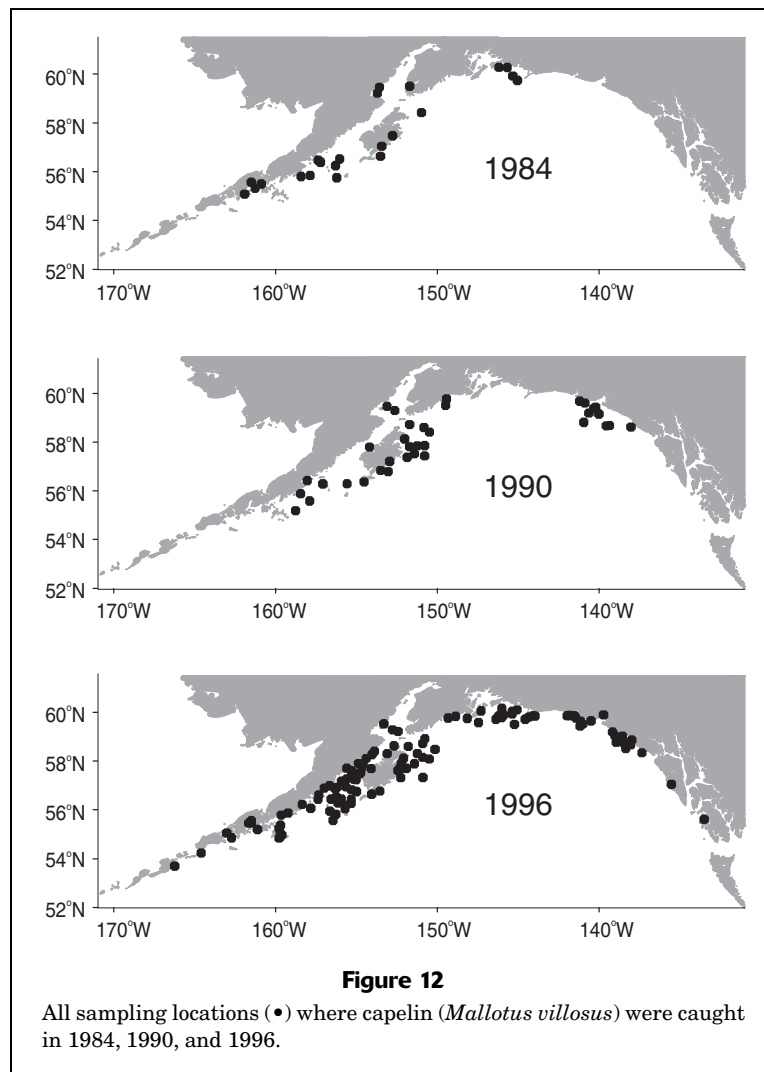 60°N
58°N
56°N
54°N
52°N
1984
170°W 160°W 150°W 140°W
60°N
58°N
56°N
54°N
52°N
1990
170°W 160°W 150°W 140°W
60°N
58°N
56°N
54°N
52°N
1996
170°W 160°W 150°W 140°W
Figure 12
All sampling locations (•) where capelin (Mallotus villosus) were caught
in 1984, 1990, and 1996.